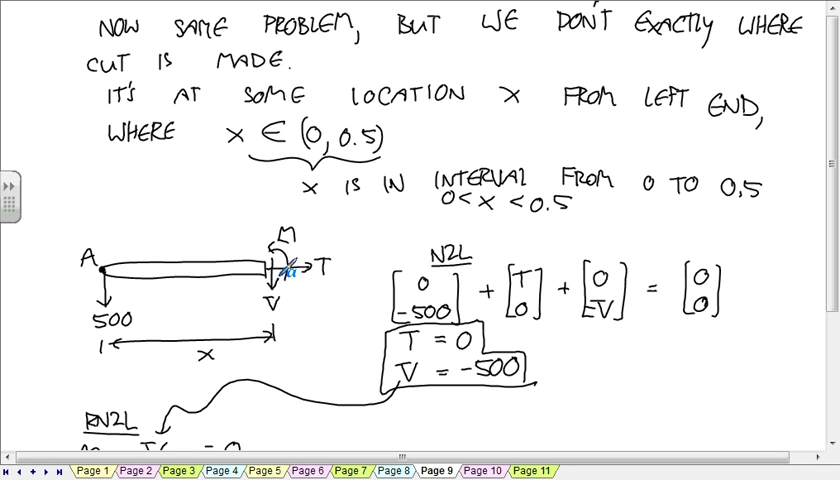 NOW SAME PROBLEM, BUT WE DON'T EXACTLY WHERE
CUT IS MADE.
IT'S AT SOME LOCATION X FROM LEFT END,
WHERE X ∈ (0, 0.5)
X IS IN INTERVAL FROM 0 TO 0.5
0 < X < 0.5
A
M
T
V
500
x
N2L
[0 -500] + [T 0] + [0 -V] = [0 0]
T = 0
V = -500
RN2L
= 0
Page 1 Page 2 Page 3 Page 4 Page 5 Page 6 Page 7 Page 8 Page 9 Page 10 Page 11